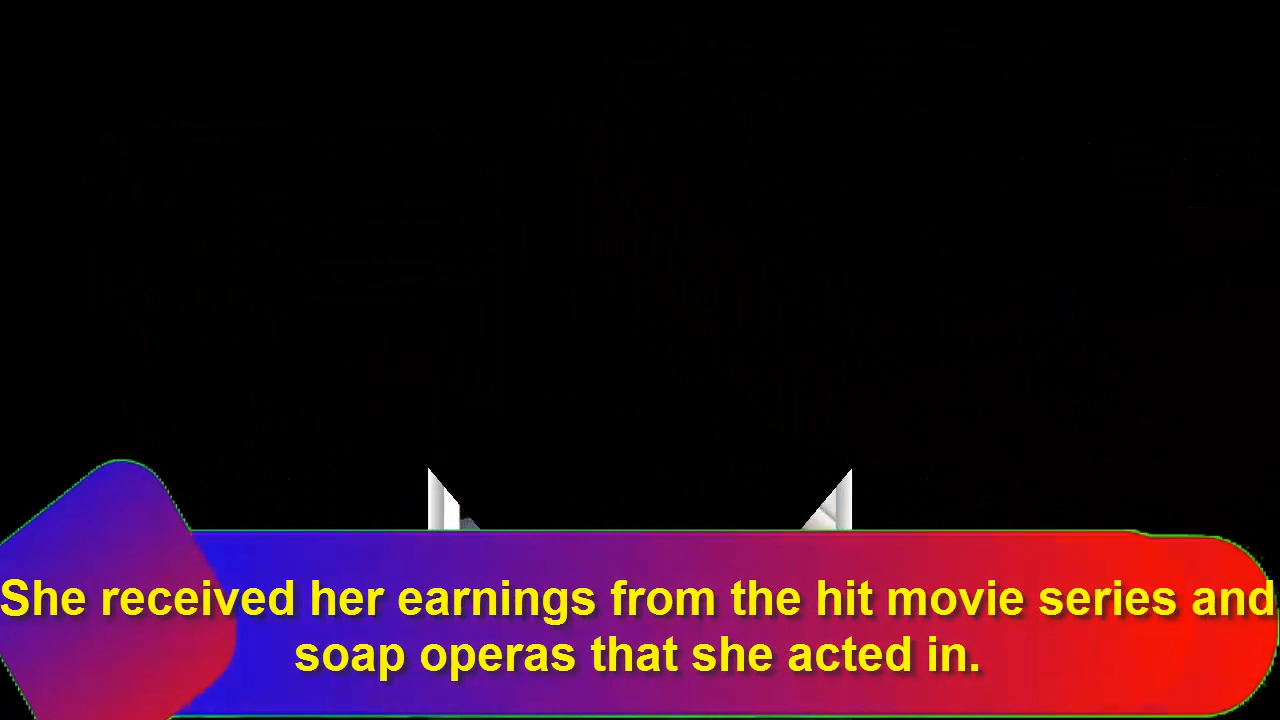 She received her earnings from the hit movie series and
soap operas that she acted in.